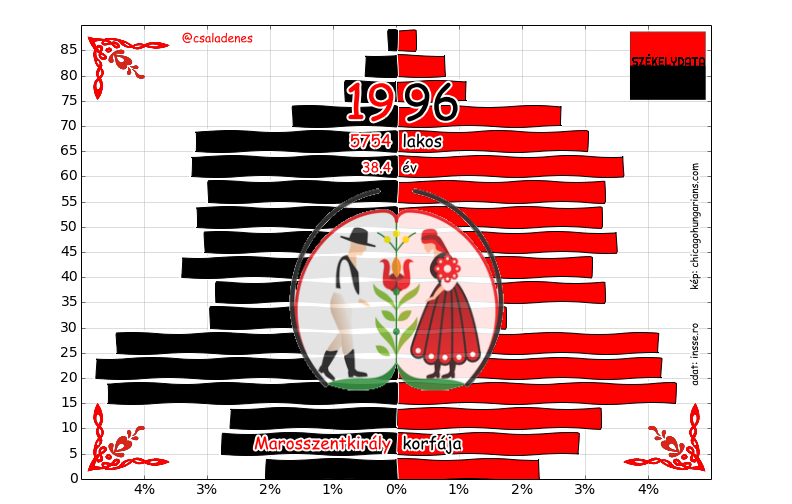 @csaladenes
SZÉKELYDATA
1996
5754 lakos
38.4 év
kép: chicagohungarians.com
adat: insse.ro
Marosszentkirály korfája
85
80
75
70
65
60
55
50
45
40
35
30
25
20
15
10
5
0
4% 3% 2% 1% 0% 1% 2% 3% 4%